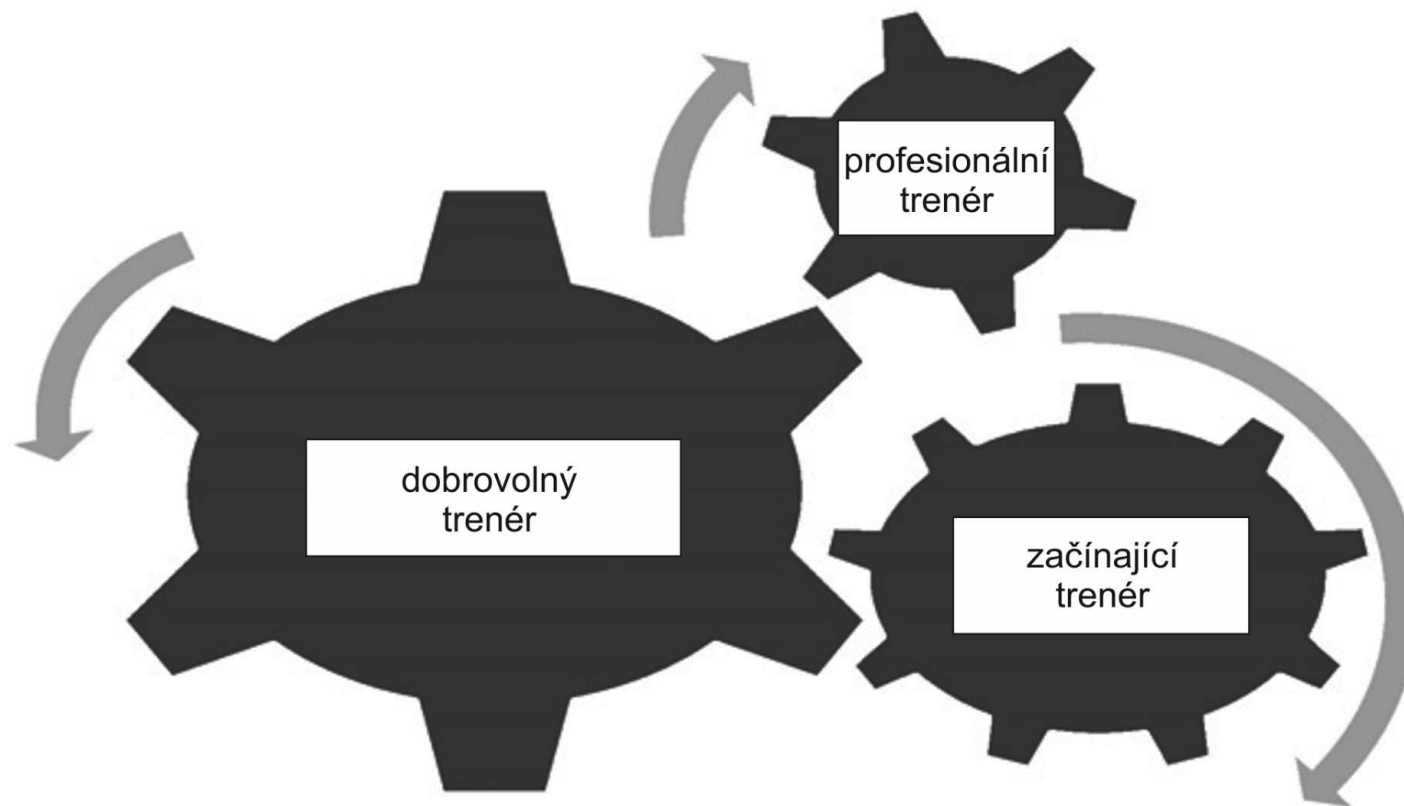 profesionální
trenér
dobrovolný
trenér
začínající
trenér